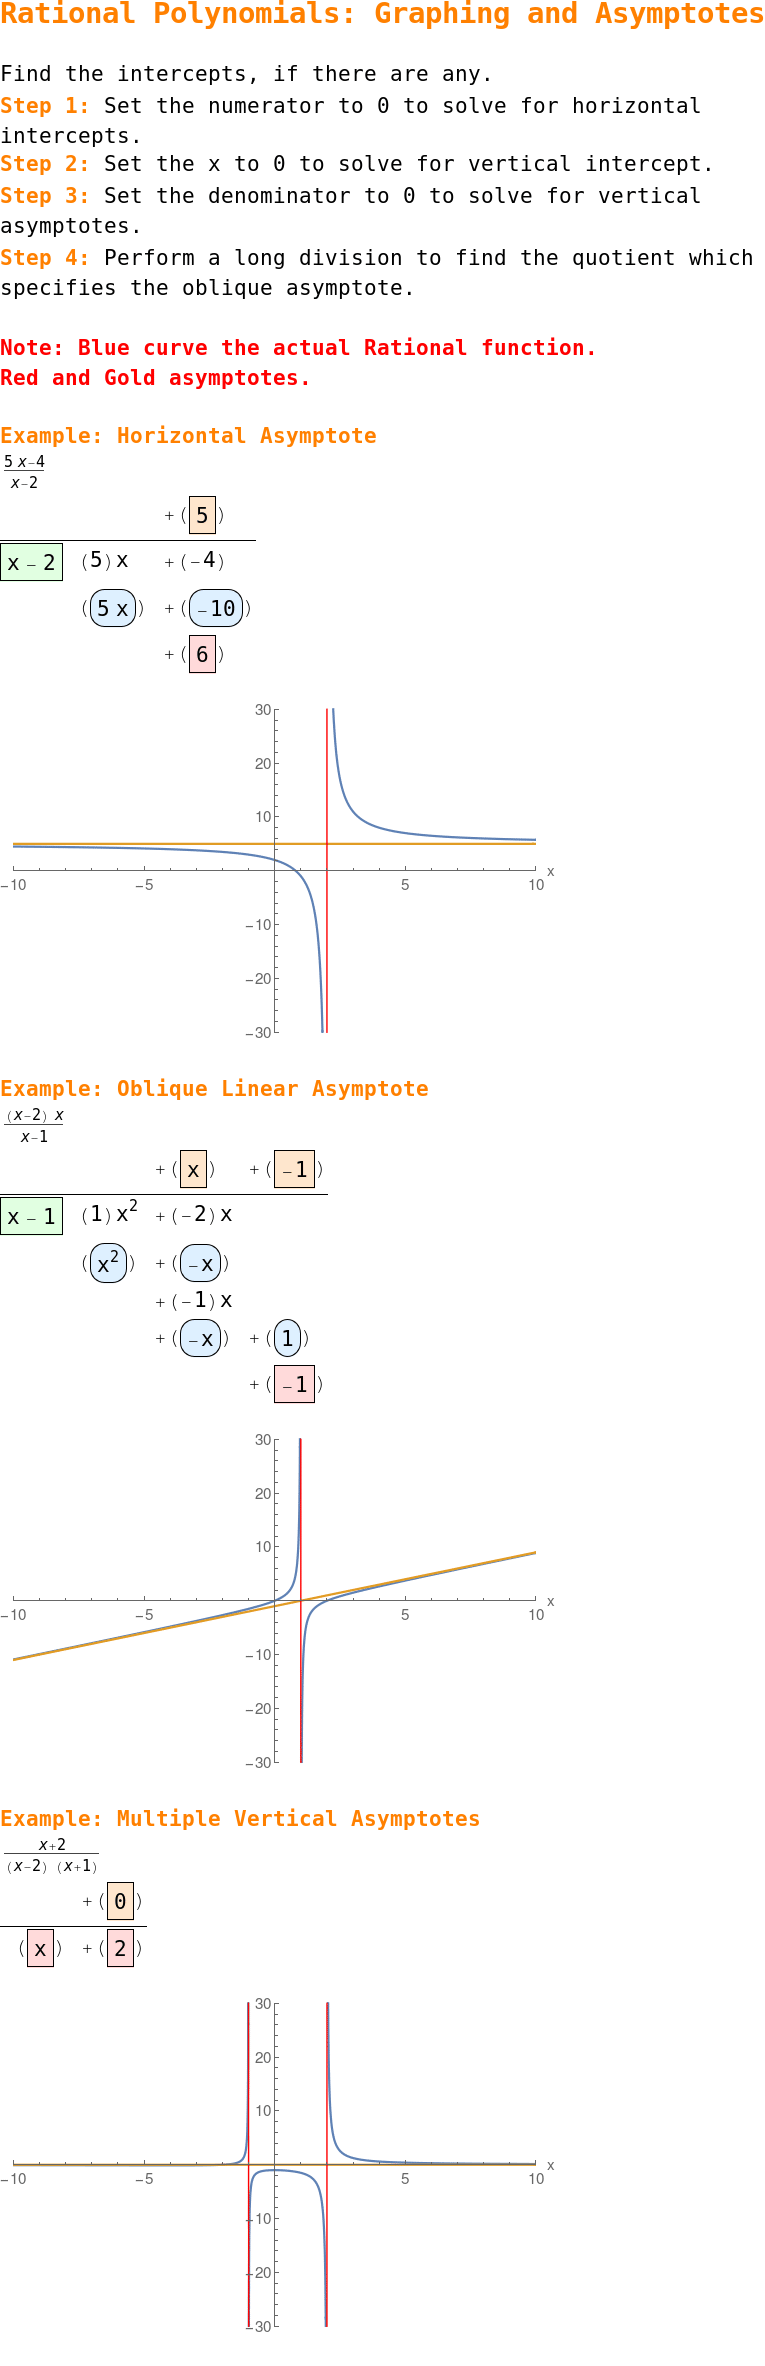 Rational Polynomials: Graphing and Asymptotes
Find the intercepts, if there are any.
Step 1: Set the numerator to 0 to solve for horizontal
intercepts.
Step 2: Set the x to 0 to solve for vertical intercept.
Step 3: Set the denominator to 0 to solve for vertical
asymptotes.
Step 4: Perform a long division to find the quotient which
specifies the oblique asymptote.
Note: Blue curve the actual Rational function.
Red and Gold asymptotes.
Example: Horizontal Asymptote
5 x−4
x−2
+ ( 5 )
x − 2 (5) x + (−4)
( 5 x ) + ( −10 )
+ ( 6 )
30
20
10
−10 −5 5 10 x
−10
−20
−30
Example: Oblique Linear Asymptote
(x−2) x
x−1
+ ( x ) + ( −1 )
x − 1 (1) x² + (−2) x
( x² ) + ( −x )
+ (−1) x
+ ( −x ) + ( 1 )
+ ( −1 )
30
20
10
−10 −5 5 10 x
−10
−20
−30
Example: Multiple Vertical Asymptotes
x+2
(x−2) (x+1)
+ ( 0 )
( x ) + ( 2 )
30
20
10
−10 −5 5 10 x
−10
−20
−30